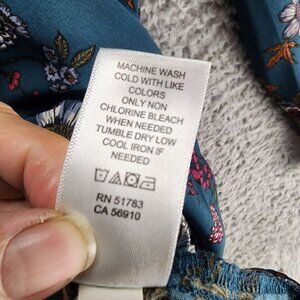 MACHINE WASH
COLD WITH LIKE
COLORS
ONLY NON
CHLORINE BLEACH
WHEN NEEDED
TUMBLE DRY LOW
COOL IRON IF
NEEDED
RN 51783
CA 56910